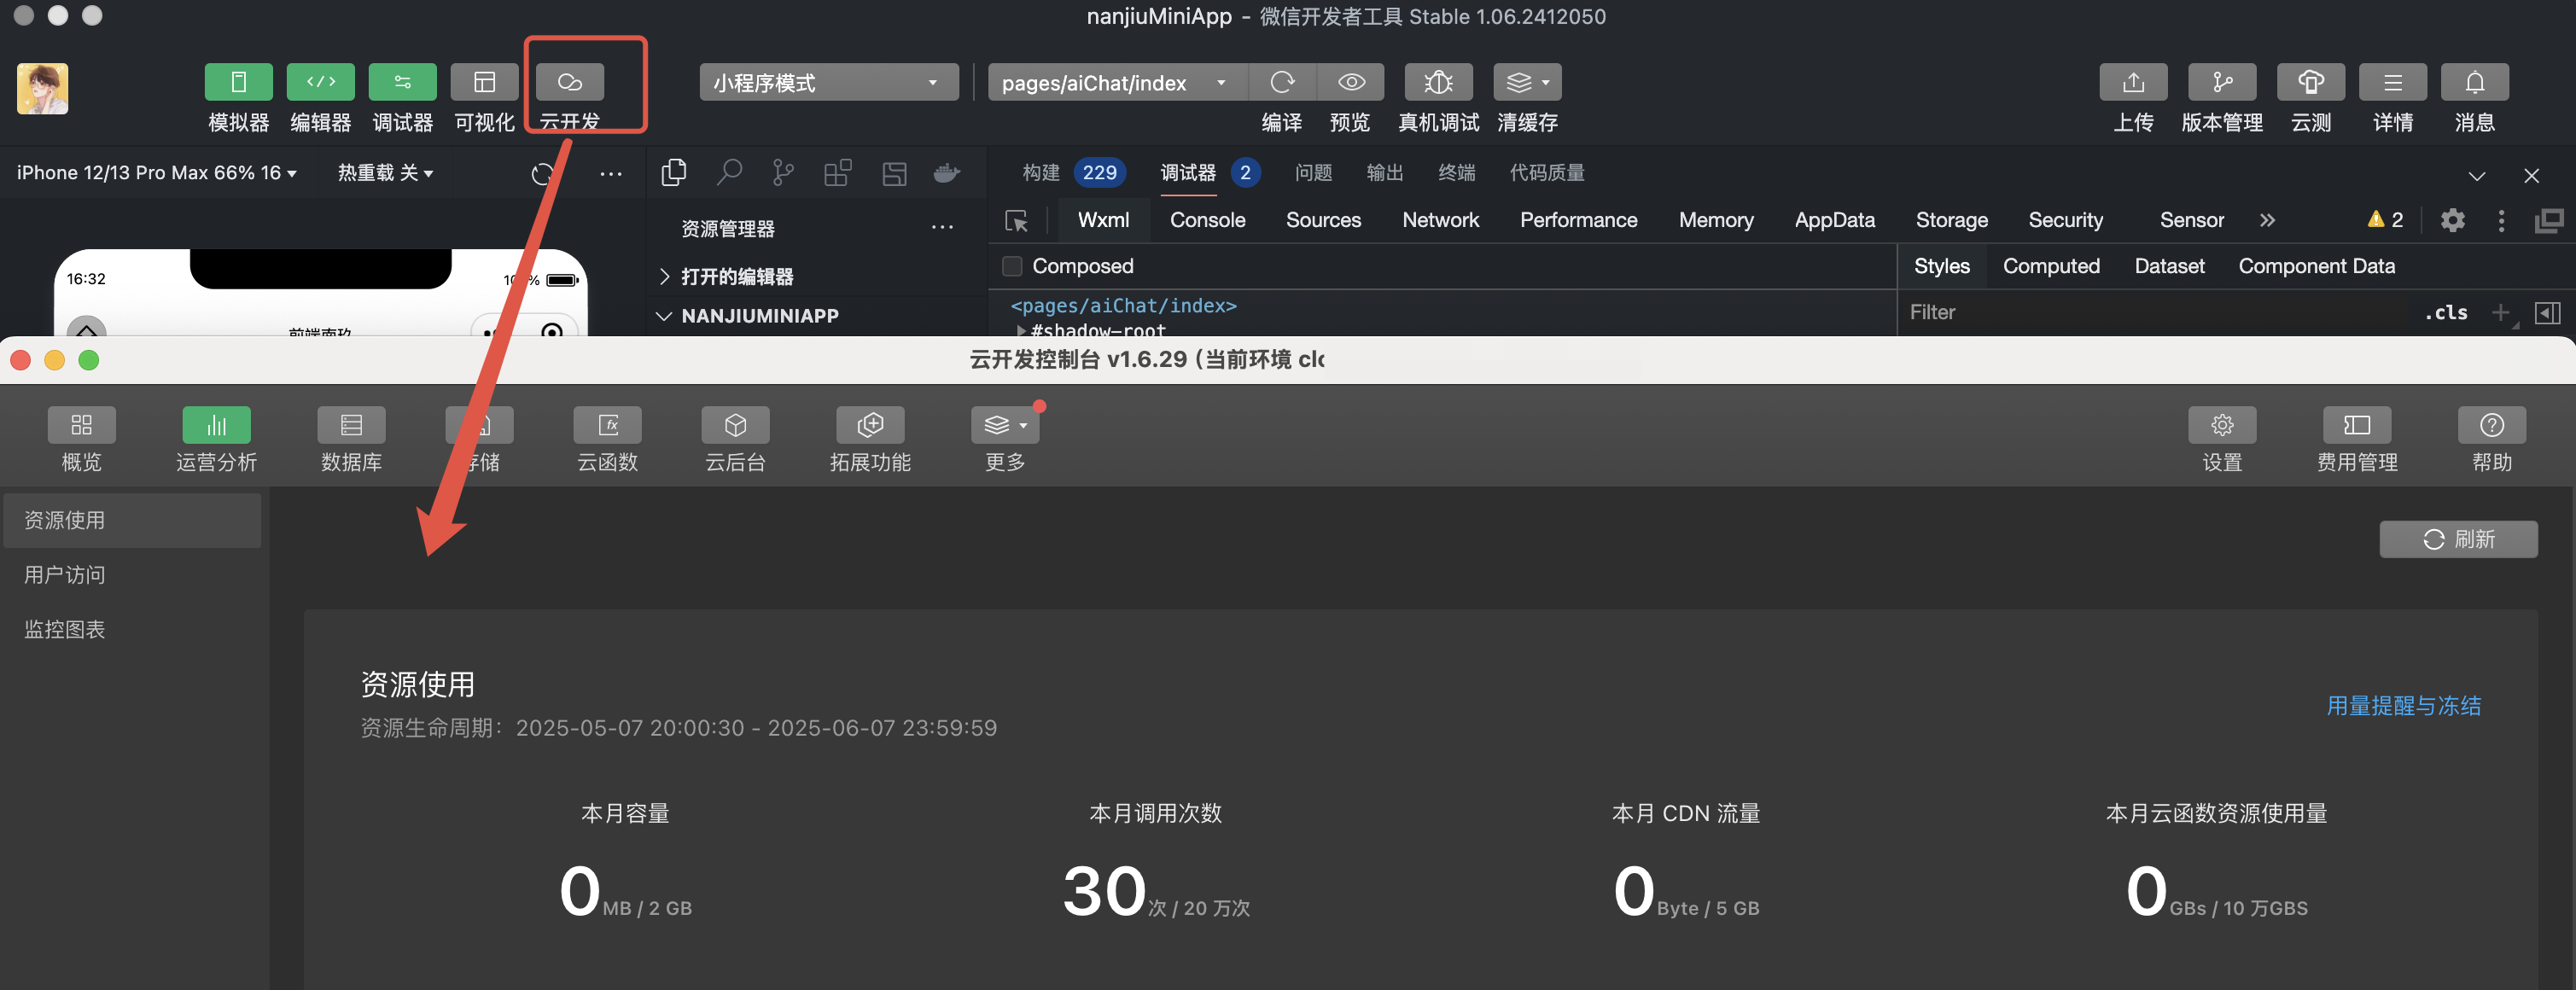 nanjiuMiniApp - 微信开发者工具 Stable 1.06.2412050
小程序模式
pages/aiChat/index
模拟器 编辑器 调试器 可视化 云开发 编译 预览 真机调试 清缓存 上传 版本管理 云测 详情 消息
iPhone 12/13 Pro Max 66% 16 热重载 关
构建 229 调试器 2 问题 输出 终端 代码质量
Wxml Console Sources Network Performance Memory AppData Storage Security Sensor 2
资源管理器
Composed
Styles Computed Dataset Component Data
16:32
打开的编辑器
<pages/aiChat/index>
NANJIUMINIAPP
Filter .cls
前端南玖
#shadow-root
云开发控制台 v1.6.29 (当前环境 clo
fx
概览 运营分析 数据库 云函数 云后台 拓展功能 更多 设置 费用管理 帮助
资源使用
用户访问
监控图表
刷新
资源使用
用量提醒与冻结
资源生命周期: 2025-05-07 20:00:30 - 2025-06-07 23:59:59
本月容量 本月调用次数 本月 CDN 流量 本月云函数资源使用量
0 MB / 2 GB 30 次 / 20 万次 0 Byte / 5 GB 0 GBs / 10 万GBS